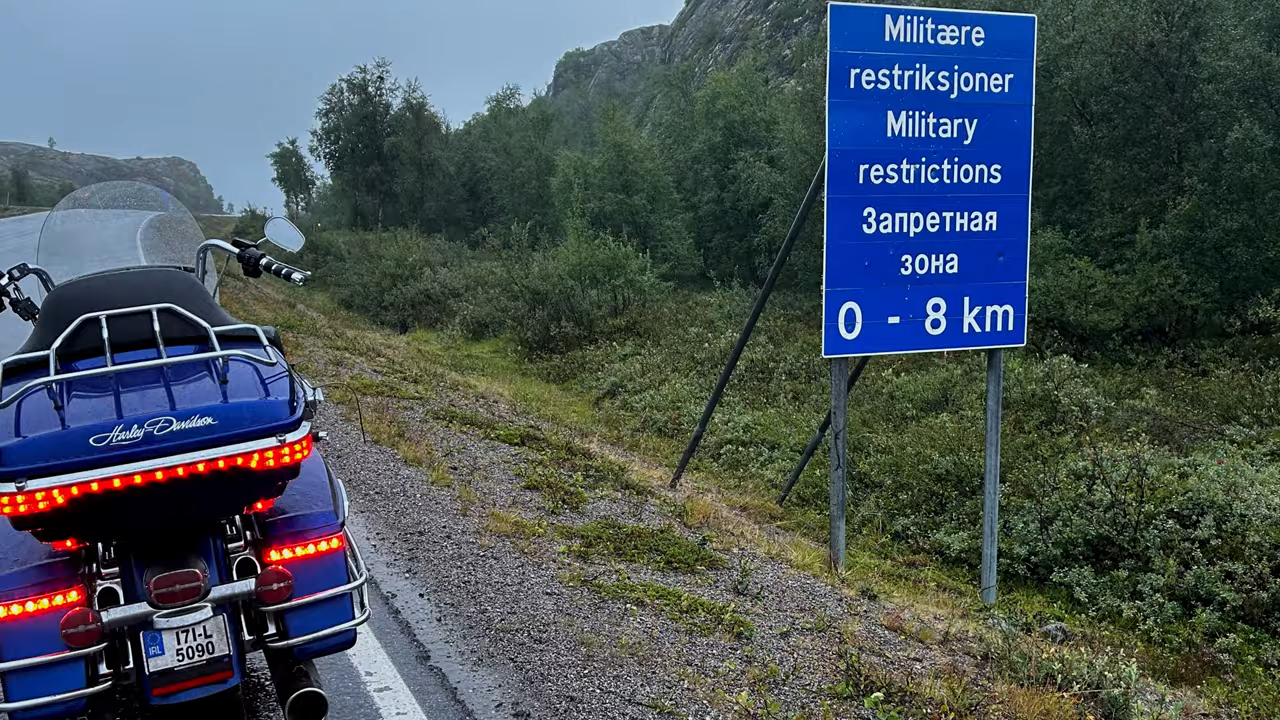 Militære
restriksjoner
Military
restrictions
Запретная
зона
0 - 8 km
Harley-Davidson
171-L
IRL
5090